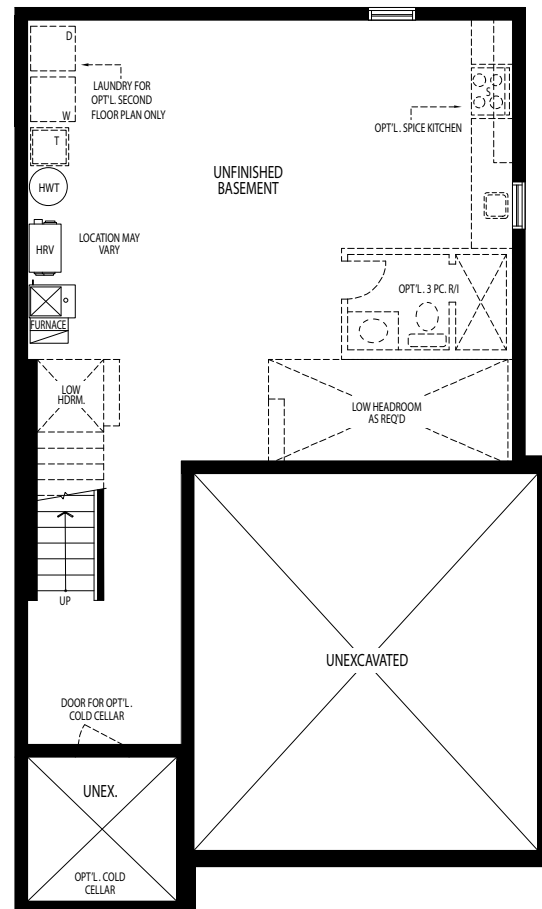 D
LAUNDRY FOR
OPT'L. SECOND
FLOOR PLAN ONLY
W
S
OPT'L. SPICE KITCHEN
T
UNFINISHED
BASEMENT
HWT
HRV
LOCATION MAY
VARY
OPT'L. 3 PC. R/I
FURNACE
LOW
HDRM.
LOW HEADROOM
AS REQ'D
UP
UNEXCAVATED
DOOR FOR OPT'L.
COLD CELLAR
UNEX.
OPT'L. COLD
CELLAR